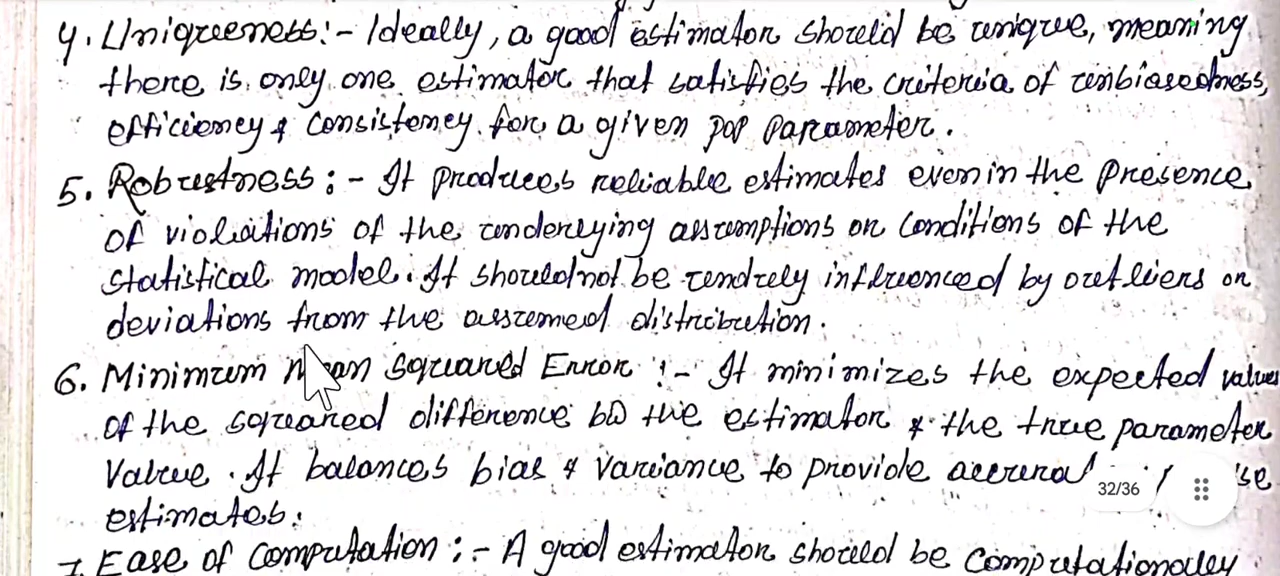 4. Uniqueness:- Ideally, a good estimator should be unique, meaning
there is only one estimator that satisfies the criteria of unbiasedness,
efficiency & consistency for a given pop parameter.
5. Robustness :- It produces reliable estimates even in the presence
of violations of the underlying assumptions or conditions of the
statistical model. It should not be unduely influenced by outliers or
deviations from the assumed distribution.
6. Minimum mean squared Error :- It minimizes the expected value
of the squared difference b/w the estimator & the true parameter
value. It balances bias & variance to provide
estimates.
7. Ease of computation :- A good estimator should be computationally
32/36